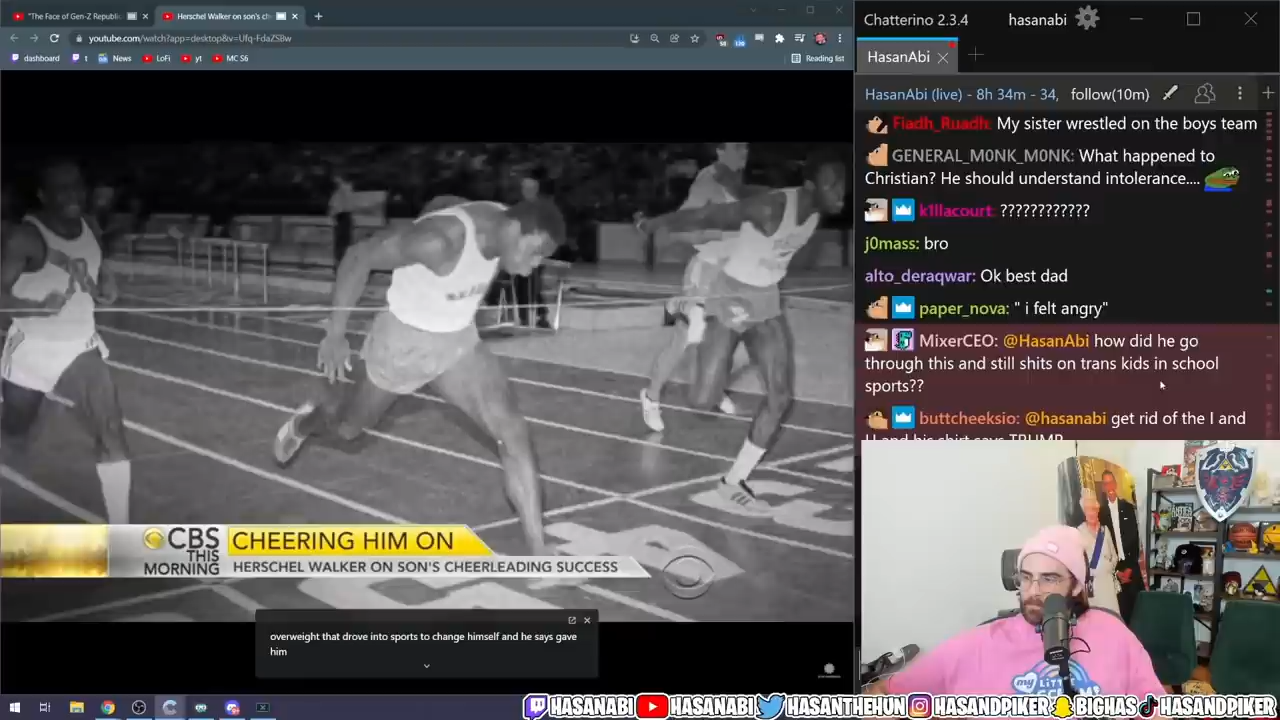 "The Face of Gen-Z Republic
Herschel Walker on son's ch
youtube.com/watch?app=desktop&v=Ufq-FdaZSBw
dashboard
t
News
LoFi
yt
MC S6
Reading list
CBS
THIS
MORNING
CHEERING HIM ON
HERSCHEL WALKER ON SON'S CHEERLEADING SUCCESS
overweight that drove into sports to change himself and he says gave
him
Chatterino 2.3.4
hasanabi
HasanAbi
HasanAbi (live) - 8h 34m - 34,
follow(10m)
Fiadh_Ruadh: My sister wrestled on the boys team
GENERAL_M0NK_M0NK: What happened to
Christian? He should understand intolerance....
k1llacourt: ????????????
j0mass: bro
alto_deraqwar: Ok best dad
paper_nova: " i felt angry"
MixerCEO: @HasanAbi how did he go
through this and still shits on trans kids in school
sports??
buttcheeksio: @hasanabi get rid of the I and
U and his shirt says TRUMP
HASANABI
HASANABI
HASANTHEHUN
HASANDPIKER
BIGHAS
HASANDPIKER